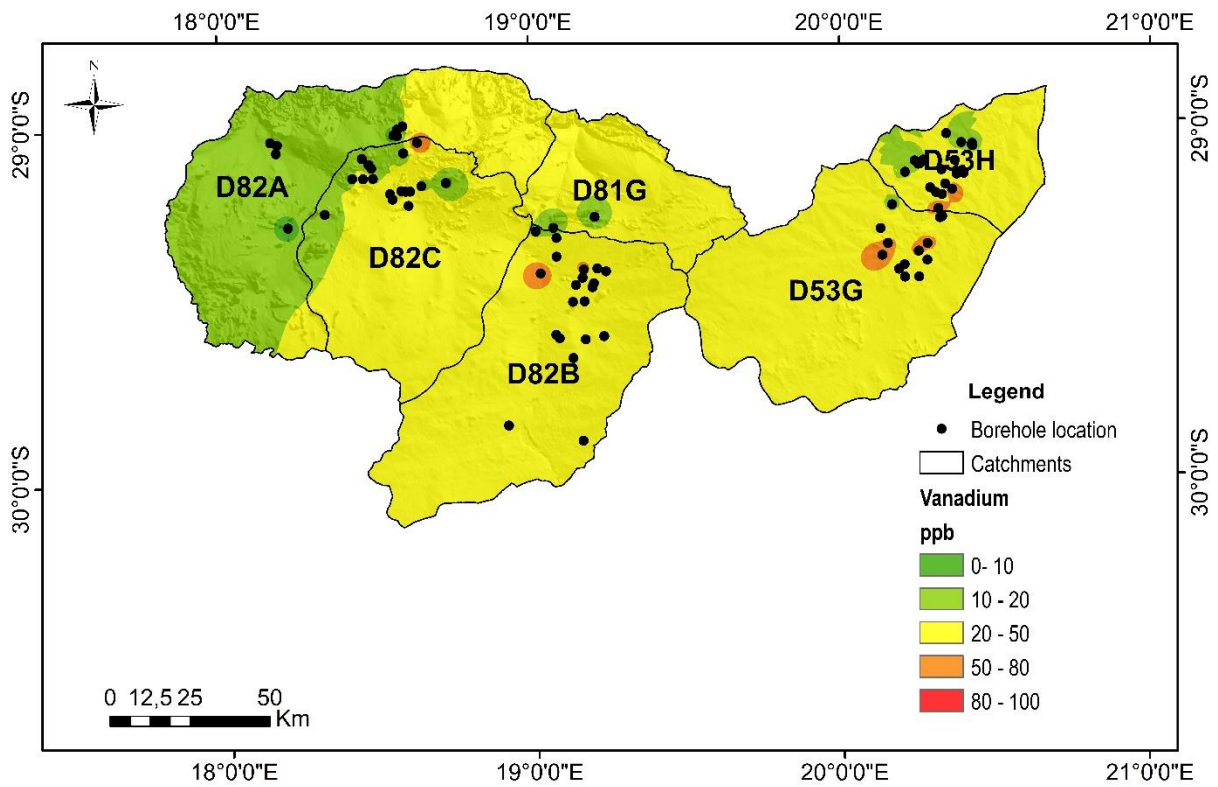 18°0'0"E 19°0'0"E 20°0'0"E 21°0'0"E
N
29°0'0"S 29°0'0"S
D53H
D82A D81G
D82C
D53G
D82B
Legend
Borehole location
Catchments
30°0'0"S 30°0'0"S
Vanadium
ppb
0- 10
10 - 20
20 - 50
50 - 80
80 - 100
0 12,5 25 50
Km
18°0'0"E 19°0'0"E 20°0'0"E 21°0'0"E